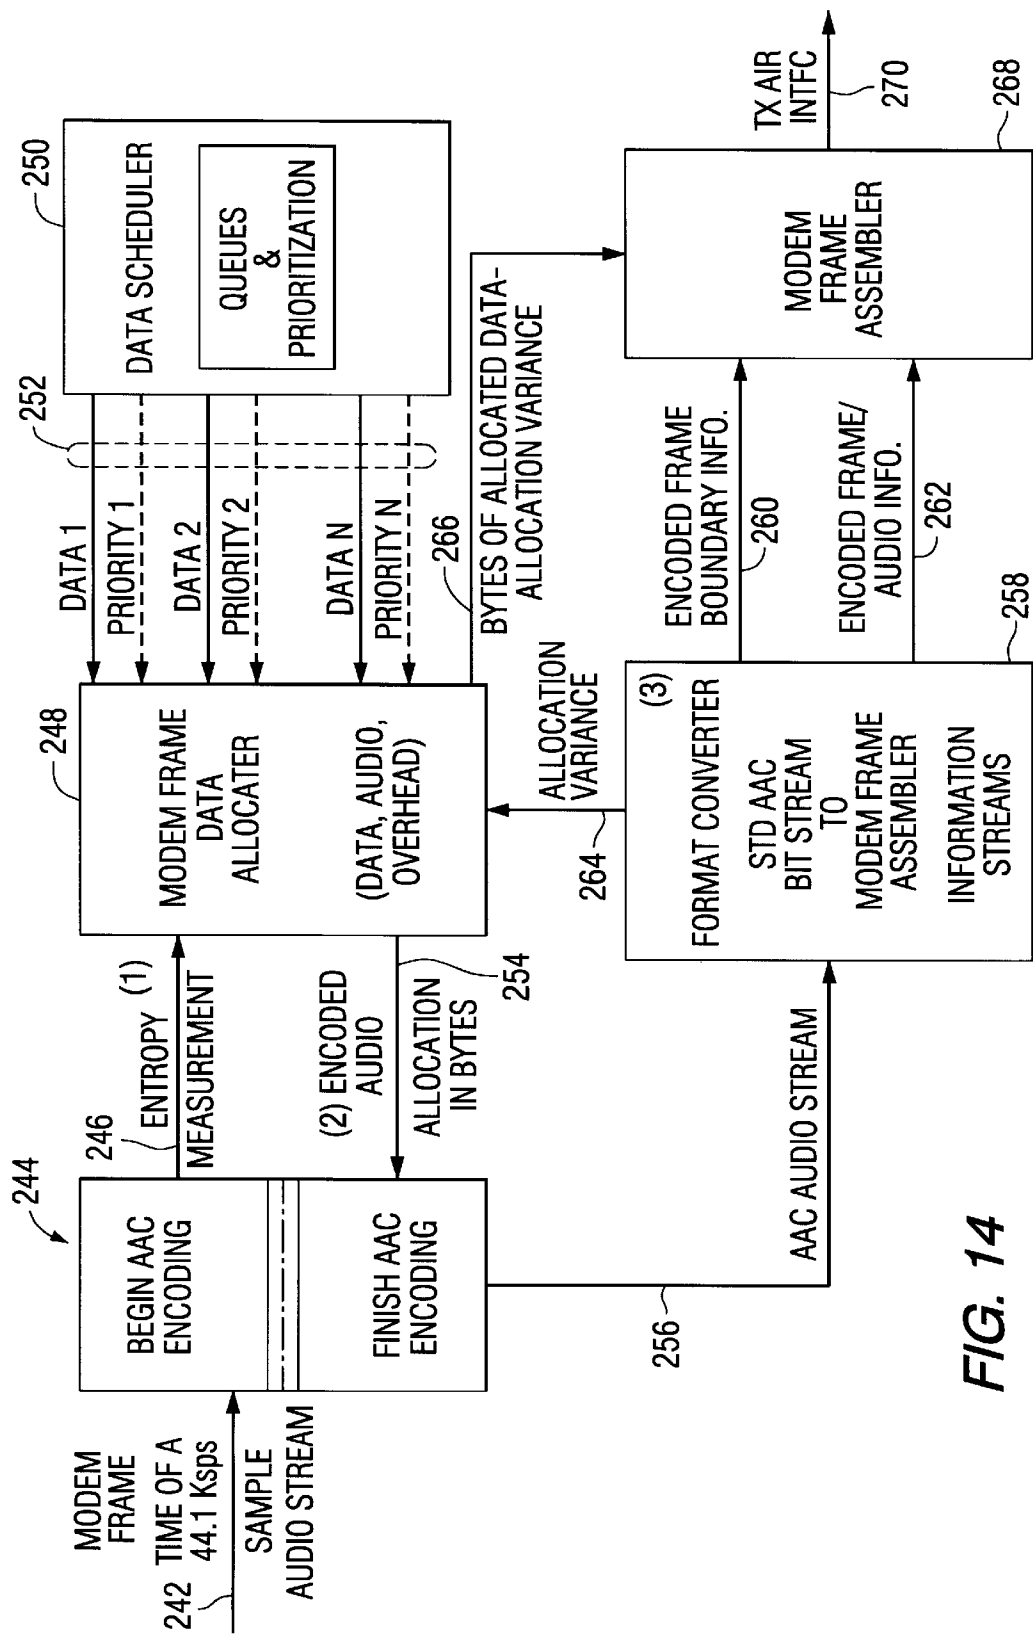 MODEM
FRAME
242
TIME OF A
44.1 Ksps
SAMPLE
AUDIO STREAM
244
BEGIN AAC
ENCODING
FINISH AAC
ENCODING
246
ENTROPY (1)
MEASUREMENT
(2) ENCODED
AUDIO
254
ALLOCATION
IN BYTES
248
MODEM FRAME
DATA
ALLOCATER
(DATA, AUDIO,
OVERHEAD)
252
DATA 1
PRIORITY 1
DATA 2
PRIORITY 2
DATA N
PRIORITY N
250
DATA SCHEDULER
QUEUES
&
PRIORITIZATION
266
BYTES OF ALLOCATED DATA-
ALLOCATION VARIANCE
264
ALLOCATION
VARIANCE
256
AAC AUDIO STREAM
(3)
FORMAT CONVERTER
STD AAC
BIT STREAM
TO
MODEM FRAME
ASSEMBLER
INFORMATION
STREAMS
258
ENCODED FRAME
BOUNDARY INFO.
260
ENCODED FRAME/
AUDIO INFO.
262
MODEM
FRAME
ASSEMBLER
268
TX AIR
INTFC
270
FIG. 14